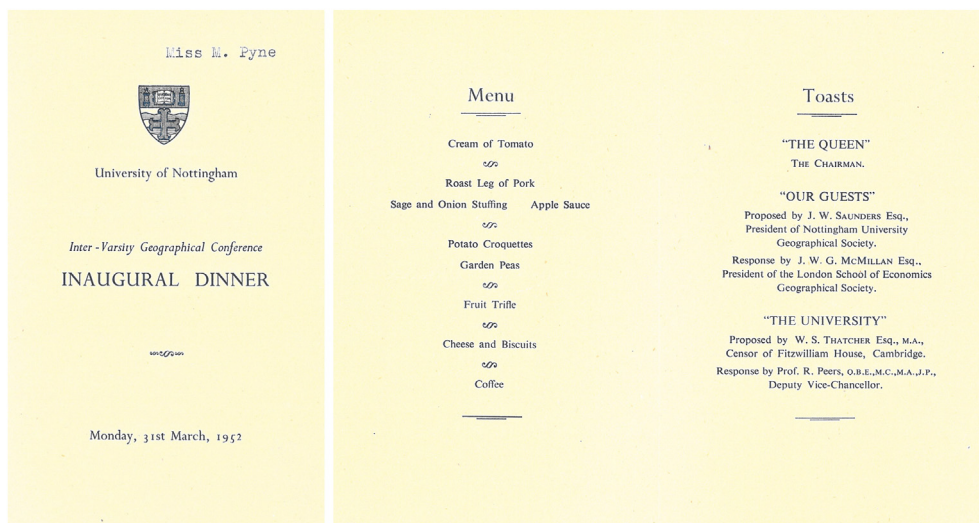 Miss M. Pyne
University of Nottingham
Inter-Varsity Geographical Conference
INAUGURAL DINNER
Monday, 31st March, 1952
Menu
Cream of Tomato
Roast Leg of Pork
Sage and Onion Stuffing Apple Sauce
Potato Croquettes
Garden Peas
Fruit Trifle
Cheese and Biscuits
Coffee
Toasts
"THE QUEEN"
THE CHAIRMAN.
"OUR GUESTS"
Proposed by J. W. SAUNDERS Esq.,
President of Nottingham University
Geographical Society.
Response by J. W. G. MCMILLAN Esq.,
President of the London School of Economics
Geographical Society.
"THE UNIVERSITY"
Proposed by W. S. THATCHER Esq., M.A.,
Censor of Fitzwilliam House, Cambridge.
Response by Prof. R. Peers, O.B.E.,M.C.,M.A.,J.P.,
Deputy Vice-Chancellor.